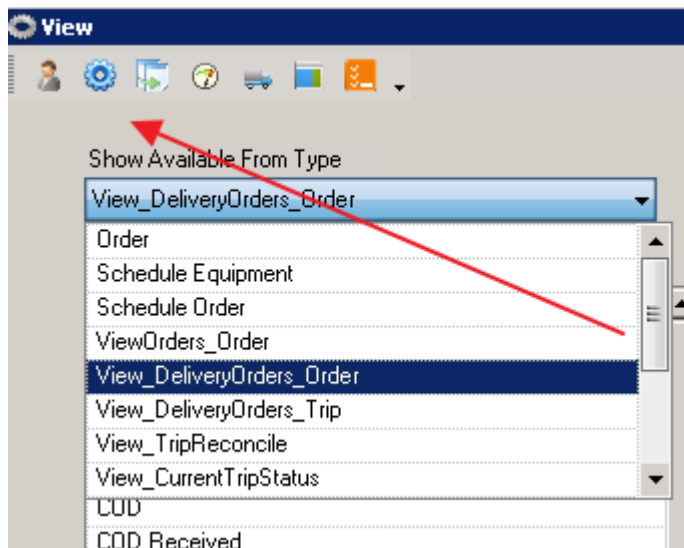 View
Show Available From Type
View_DeliveryOrders_Order
Order
Schedule Equipment
Schedule Order
ViewOrders_Order
View_DeliveryOrders_Order
View_DeliveryOrders_Trip
View_TripReconcile
View_CurrentTripStatus
COD
COD Received